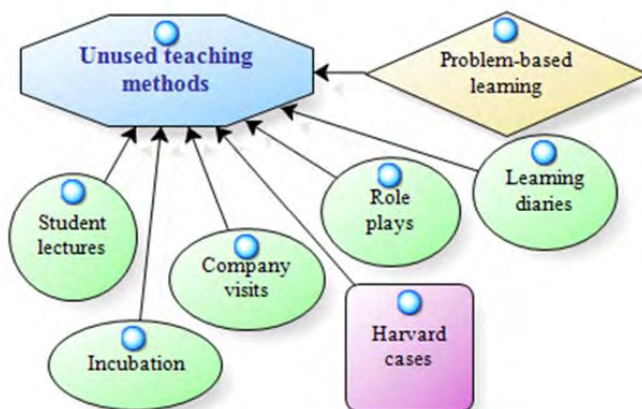 Unused teaching
methods
Problem-based
learning
Student
lectures
Incubation
Company
visits
Role
plays
Harvard
cases
Learning
diaries